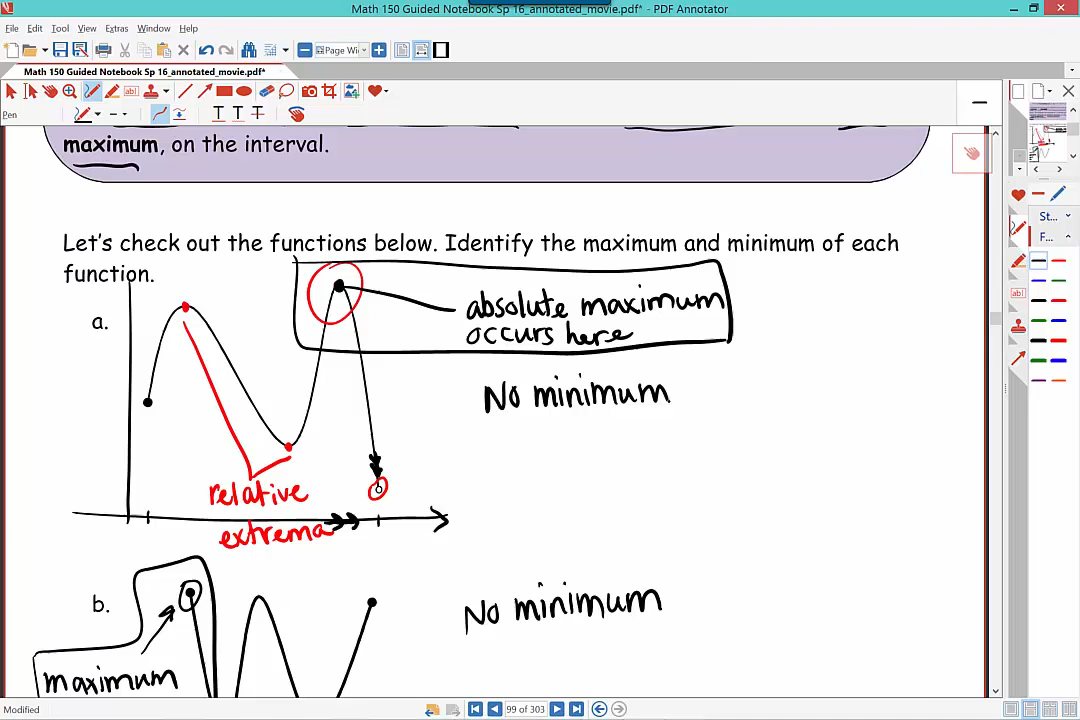 Math 150 Guided Notebook Sp 16_annotated_movie.pdf* - PDF Annotator
File Edit Tool View Extras Window Help
Page Wi
Math 150 Guided Notebook Sp 16_annotated_movie.pdf*
Pen
maximum, on the interval.
Let's check out the functions below. Identify the maximum and minimum of each
function.
a.
absolute maximum
occurs here
No minimum
relative
extrema
b.
No minimum
maximum
St...
F...
Modified
99 of 303